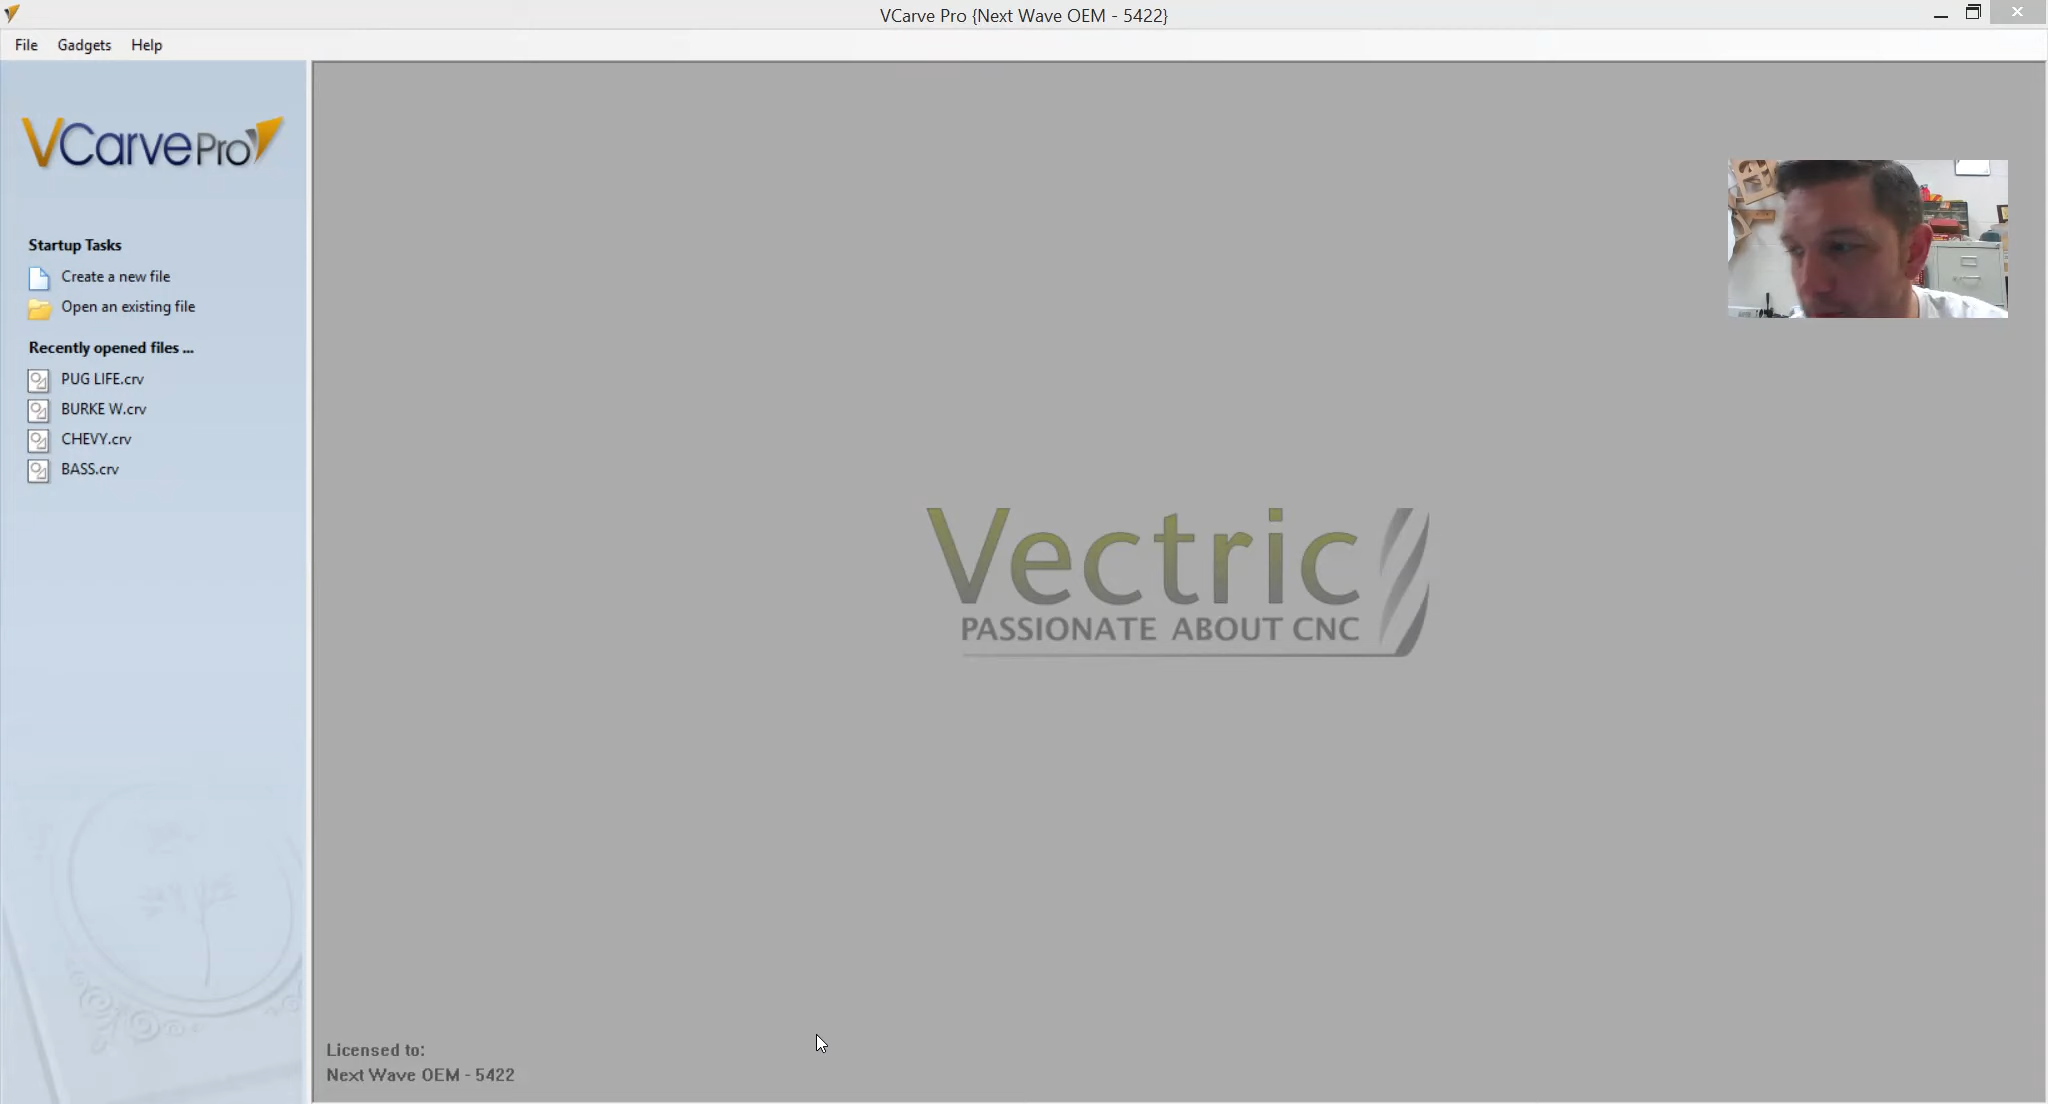 VCarve Pro {Next Wave OEM - 5422}
File Gadgets Help
VCarve Pro
Startup Tasks
Create a new file
Open an existing file
Recently opened files ...
PUG LIFE.crv
BURKE W.crv
CHEVY.crv
BASS.crv
Vectric
PASSIONATE ABOUT CNC
Licensed to:
Next Wave OEM - 5422